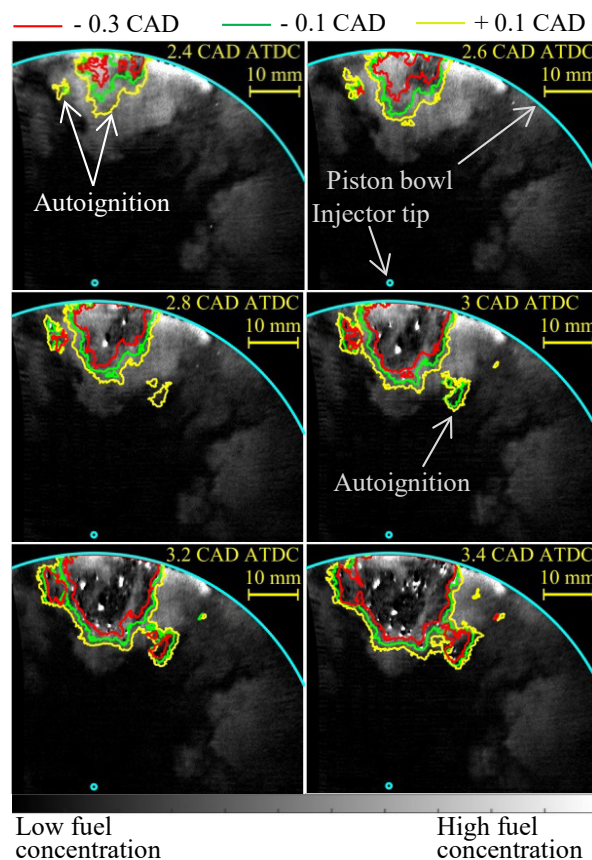 - 0.3 CAD - 0.1 CAD + 0.1 CAD
2.4 CAD ATDC
10 mm
Autoignition
2.6 CAD ATDC
10 mm
Piston bowl
Injector tip
2.8 CAD ATDC
10 mm
3 CAD ATDC
10 mm
Autoignition
3.2 CAD ATDC
10 mm
3.4 CAD ATDC
10 mm
Low fuel
concentration
High fuel
concentration